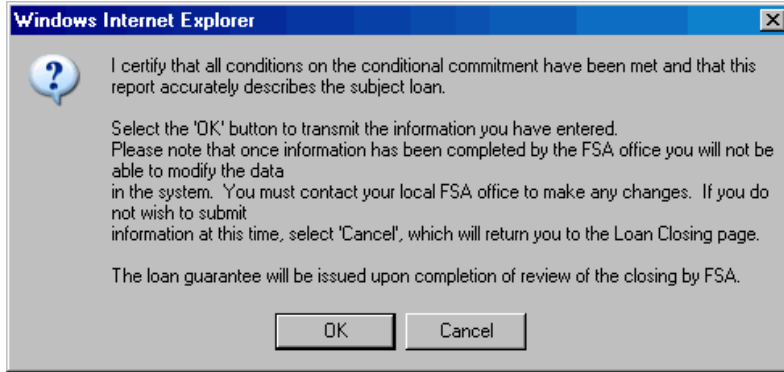 Windows Internet Explorer
I certify that all conditions on the conditional commitment have been met and that this
report accurately describes the subject loan.
Select the 'OK' button to transmit the information you have entered.
Please note that once information has been completed by the FSA office you will not be
able to modify the data
in the system.  You must contact your local FSA office to make any changes.  If you do
not wish to submit
information at this time, select 'Cancel', which will return you to the Loan Closing page.
The loan guarantee will be issued upon completion of review of the closing by FSA.
OK
Cancel